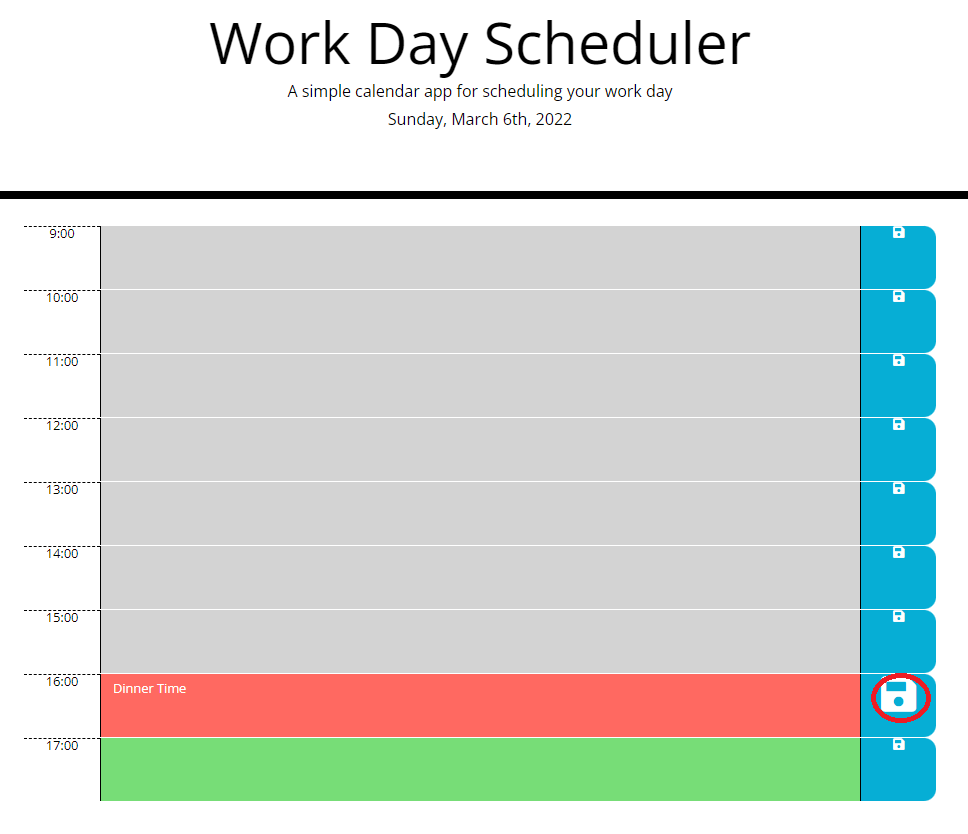 Work Day Scheduler
A simple calendar app for scheduling your work day
Sunday, March 6th, 2022
9:00
10:00
11:00
12:00
13:00
14:00
15:00
16:00 Dinner Time
17:00